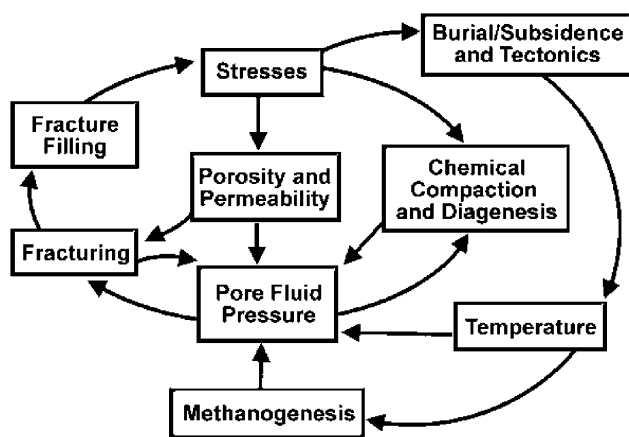 Burial/Subsidence
and Tectonics
Stresses
Fracture
Filling
Porosity and
Permeability
Chemical
Compaction
and Diagenesis
Fracturing
Pore Fluid
Pressure
Temperature
Methanogenesis